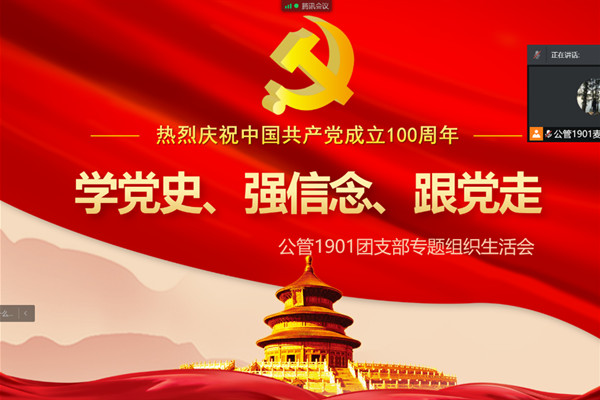 腾讯会议
正在讲话:
公管1901麦
热烈庆祝中国共产党成立100周年
学党史、强信念、跟党走
公管1901团支部专题组织生活会
么...